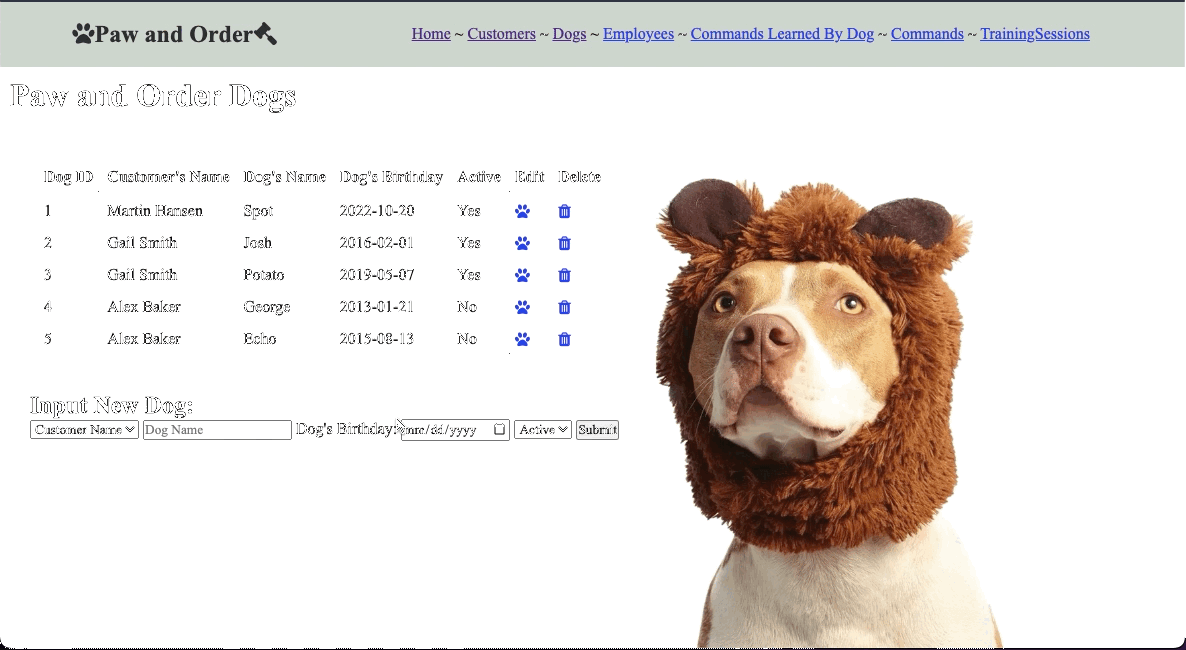 Paw and Order
Home ~ Customers ~ Dogs ~ Employees ~ Commands Learned By Dog ~ Commands ~ TrainingSessions
Paw and Order Dogs
Dog ID Customer's Name Dog's Name Dog's Birthday Active Edit Delete
1 Martin Hansen Spot 2022-10-20 Yes
2 Gail Smith Josh 2016-02-01 Yes
3 Gail Smith Potato 2019-05-07 Yes
4 Alex Baker George 2013-01-21 No
5 Alex Baker Echo 2015-08-13 No
Input New Dog:
Customer Name Dog Name Dog's Birthday: mm/dd/yyyy Active Submit